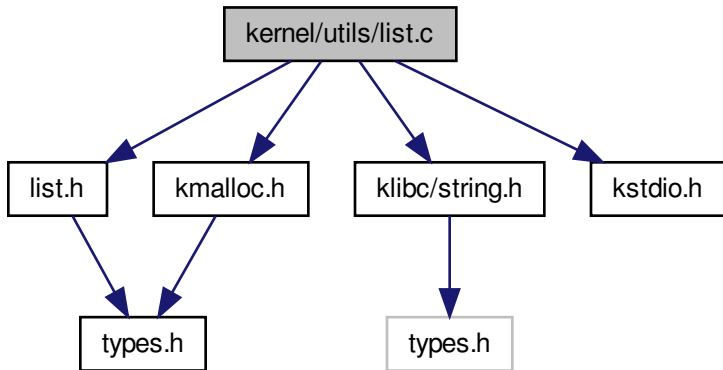 kernel/utils/list.c
list.h
kmalloc.h
klibc/string.h
kstdio.h
types.h
types.h